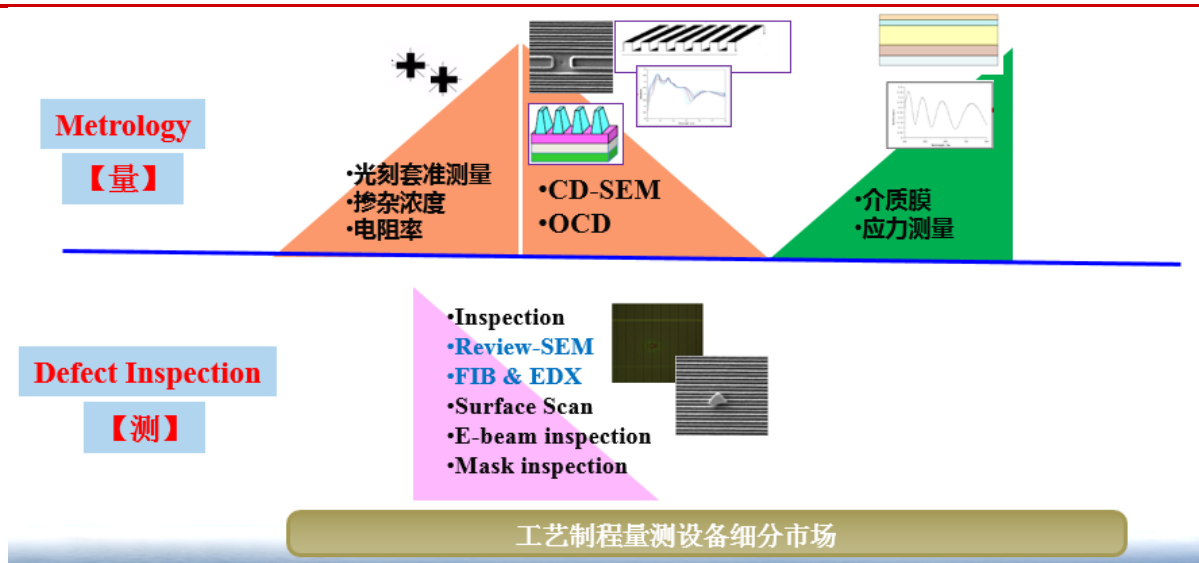 Metrology
【量】
•光刻套准测量
•掺杂浓度
•电阻率
•CD-SEM
•OCD
•介质膜
•应力测量
Defect Inspection
【测】
•Inspection
•Review-SEM
•FIB & EDX
•Surface Scan
•E-beam inspection
•Mask inspection
工艺制程量测设备细分市场